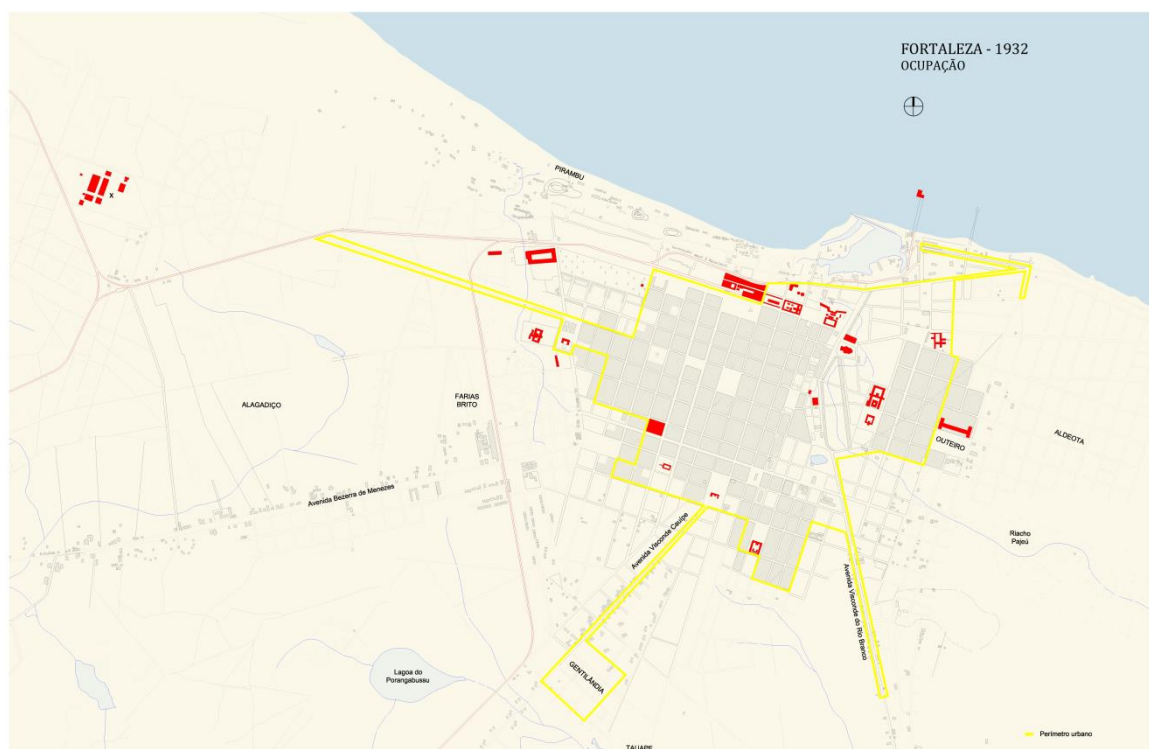 FORTALEZA - 1932
OCUPAÇÃO
PIRAMBU
X
ALAGADIÇO
FARIAS
BRITO
OUTEIRO
ALDEOTA
Avenida Bezerra de Menezes
Avenida Visconde Cauípe
Riacho
Pajeú
Avenida Visconde do Rio Branco
GENTILÂNDIA
Lagoa do
Porangabussu
TAUAPE
Perímetro urbano